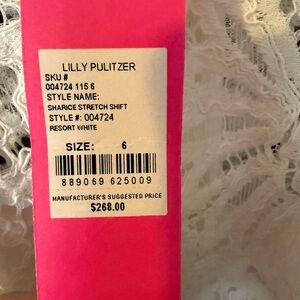 LILLY PULITZER
SKU #
004724 115 6
STYLE NAME:
SHARICE STRETCH SHIFT
STYLE #: 004724
RESORT WHITE
SIZE: 6
889069 625009
MANUFACTURER'S SUGGESTED PRICE
$268.00